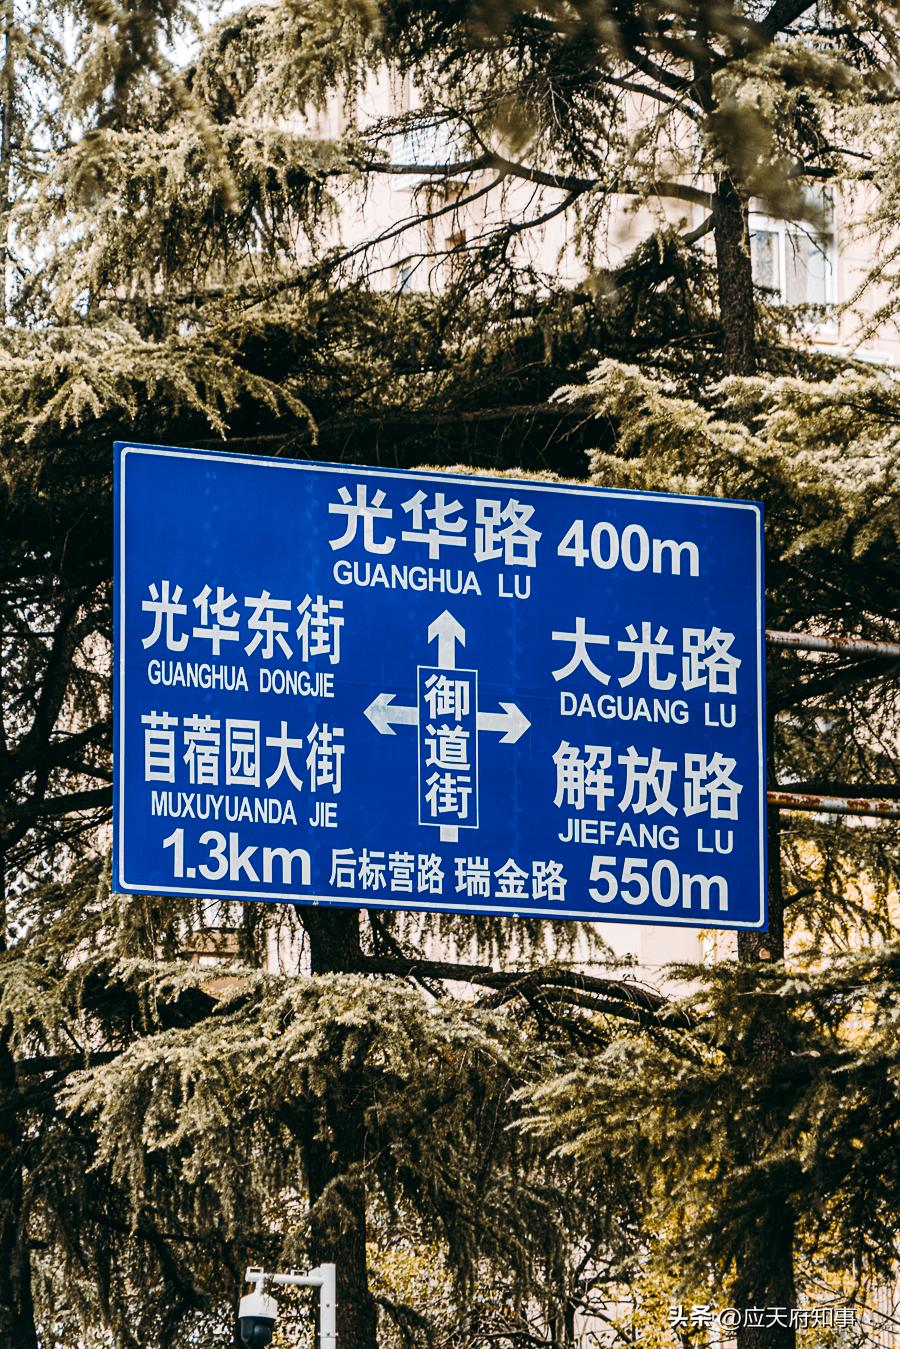 光华路 400m
GUANGHUA LU
光华东街
GUANGHUA DONGJIE
苜蓿园大街
MUXUYUANDA JIE
1.3km
御道街
大光路
DAGUANG LU
解放路
JIEFANG LU
550m
后标营路 瑞金路
头条 @应天府知事